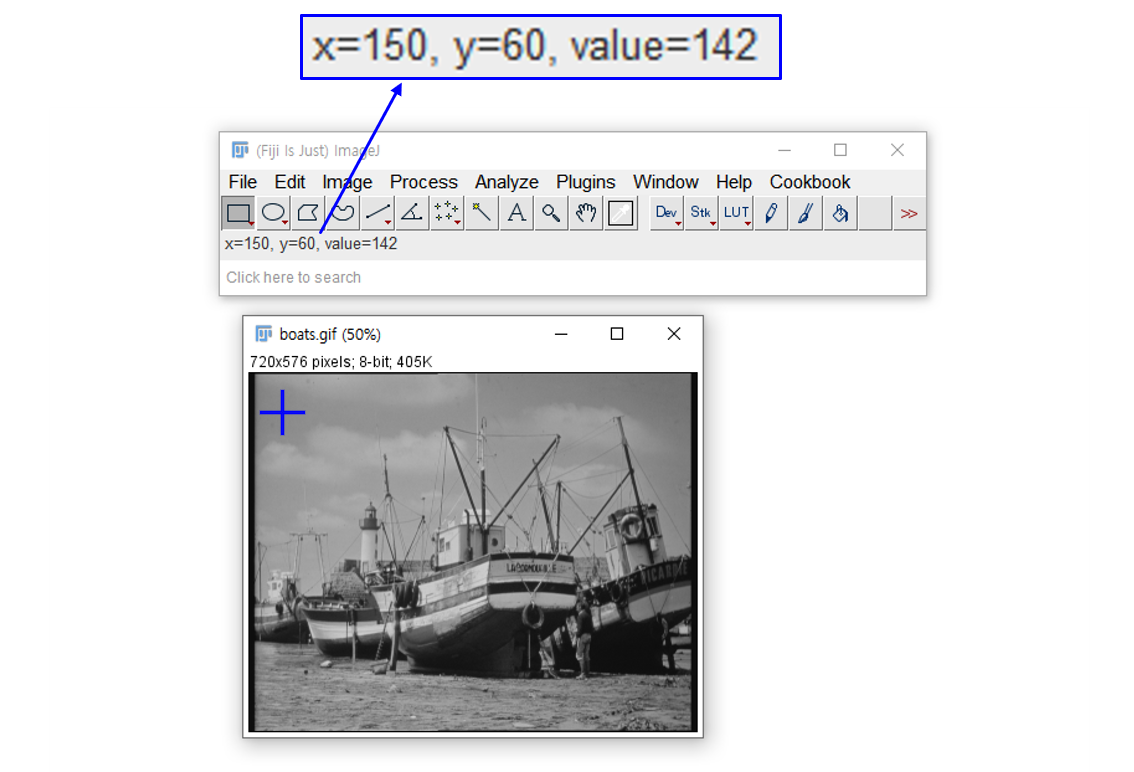 x=150, y=60, value=142
(Fiji Is Just) ImageJ
File Edit Image Process Analyze Plugins Window Help Cookbook
A Dev Stk LUT >>
x=150, y=60, value=142
Click here to search
boats.gif (50%)
720x576 pixels; 8-bit; 405K